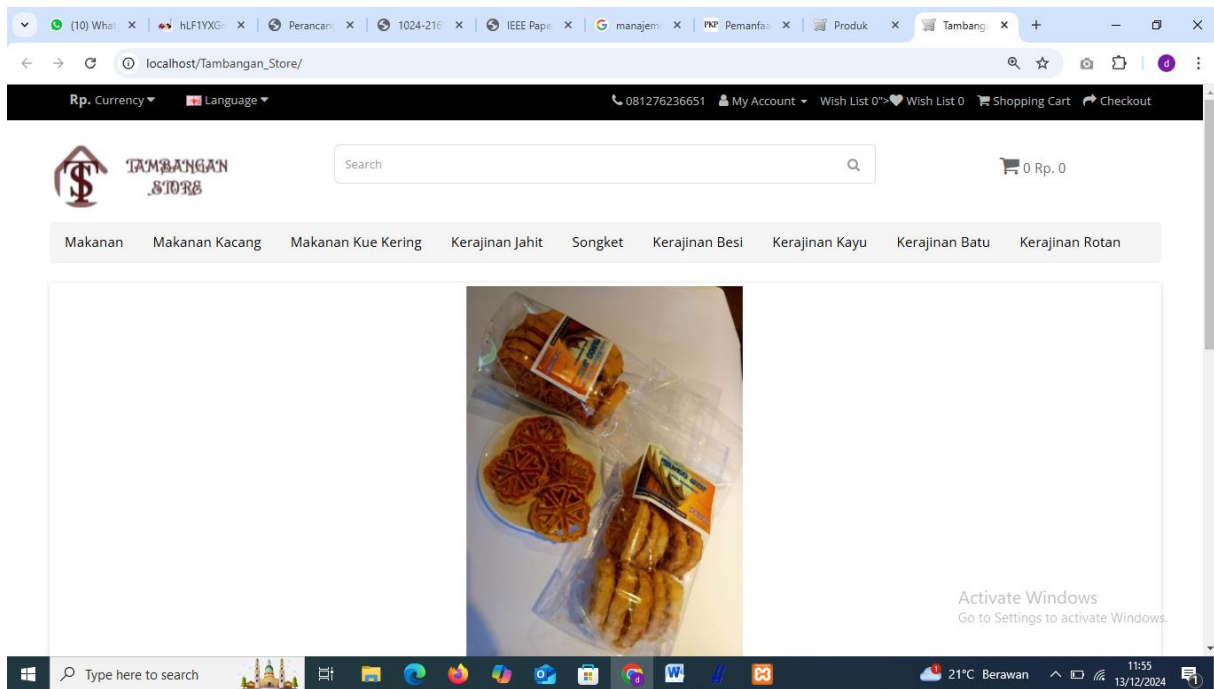 (10) What hLF1YXG Perancan 1024-216 IEEE Pape manajem PKP Pemanfaa Produk Tambang
localhost/Tambangan_Store/ d
Rp. Currency Language 081276236651 My Account Wish List 0">Wish List 0 Shopping Cart Checkout
TAMBANGAN
STORE
Search
0 Rp. 0
Makanan Makanan Kacang Makanan Kue Kering Kerajinan Jahit Songket Kerajinan Besi Kerajinan Kayu Kerajinan Batu Kerajinan Rotan
Activate Windows
Go to Settings to activate Windows.
Type here to search
21°C Berawan
11:55
13/12/2024